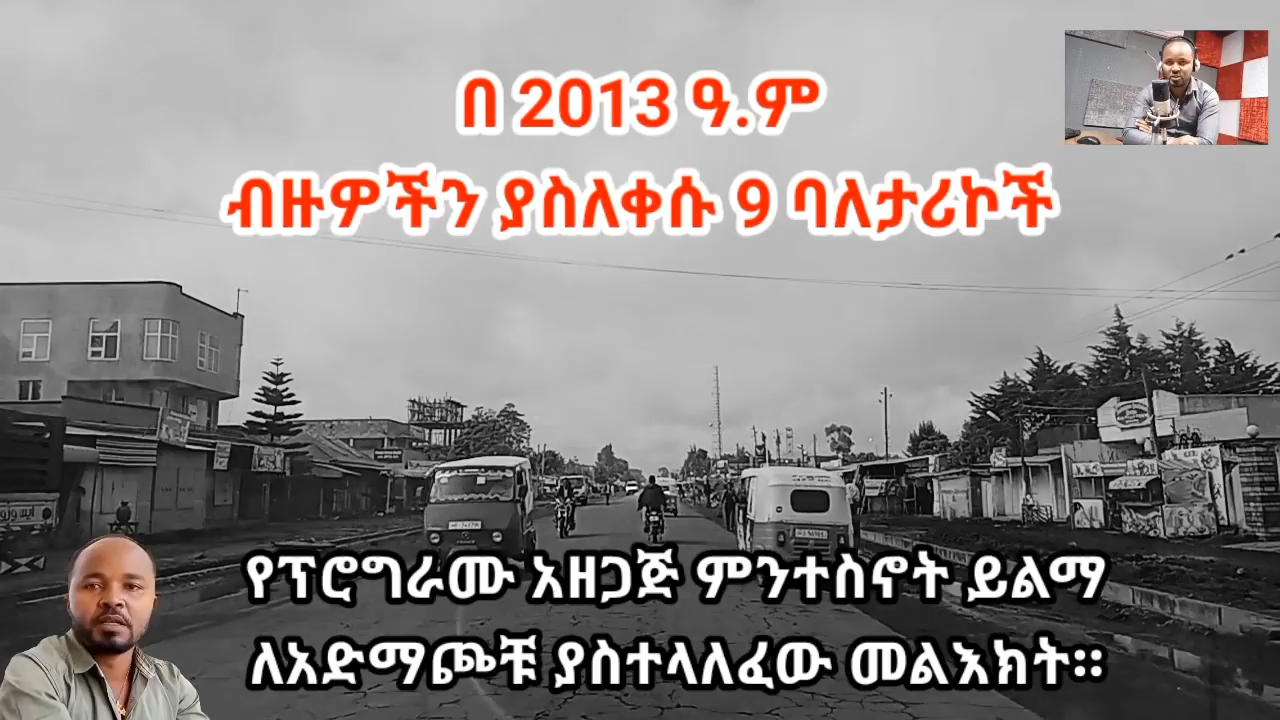 በ 2013 ዓ.ም
ብዙዎችን ያስለቀሱ 9 ባለታሪኮች
የፕሮግራሙ አዘጋጅ ምንተስኖት ይልማ
ለአድማጮቹ ያስተላለፈው መልእክት።